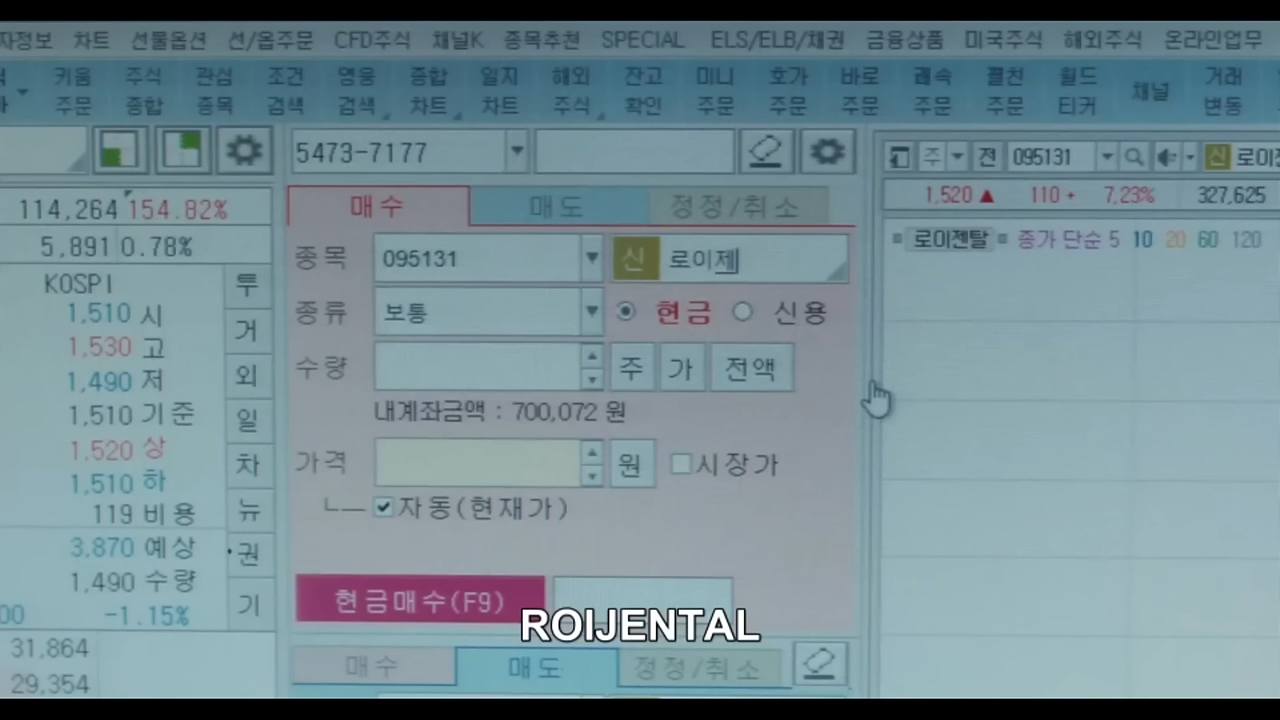 자정보 차트 선물옵션 선/옵주문 CFD주식 채널K 종목추천 SPECIAL ELS/ELB/채권 금융상품 미국주식 해외주식 온라인업무
키움 주식 관심 조건 영웅 종합 일지 해외 잔고 미니 호가 바로 쾌속 펼친 월드 채널 거래
주문 종합 종목 검색 검색 차트 차트 주식 확인 주문 주문 주문 주문 주문 티커 변동
5473-7177
주 전 095131 신 로이젠
114,264 154.82%
매수 매도 정정/취소
1,520 ▲ 110 + 7,23% 327,625
5,891 0.78%
종목 095131 신 로이제
로이젠탈 종가 단순 5 10 20 60 120
KOSPI 투
1,510 시
종류 보통 현금 신용
1,530 고 거
1,490 저 외
수량 주 가 전액
1,510 기준 일
내계좌금액 : 700,072 원
1,520 상 차
가격 원 시장가
1,510 하
119 비용 뉴
자동(현재가)
3,870 예상 권
1,490 수량 기
00 -1.15%
현금매수(F9)
ROIJENTAL
31,864
매수 매도 정정/취소
29,354